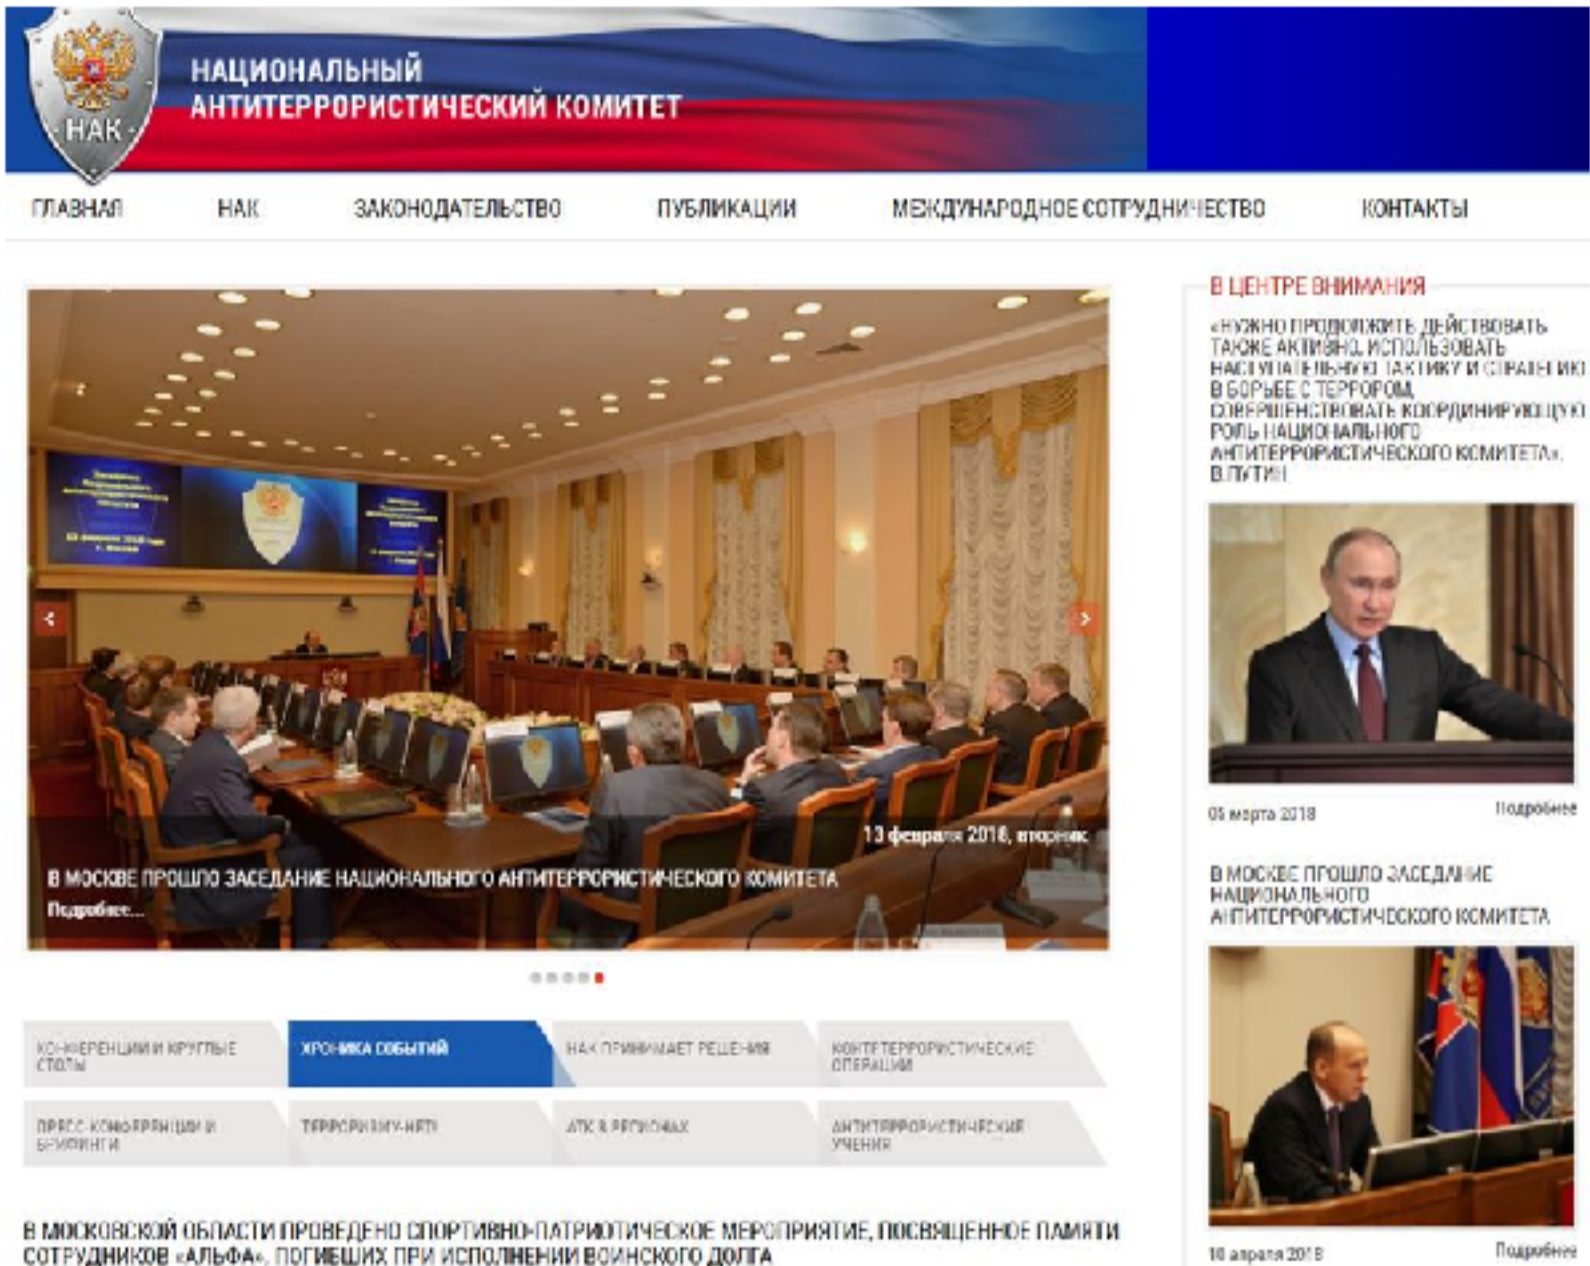 НАЦИОНАЛЬНЫЙ
АНТИТЕРРОРИСТИЧЕСКИЙ КОМИТЕТ
НАК
ГЛАВНАЯ
НАК
ЗАКОНОДАТЕЛЬСТВО
ПУБЛИКАЦИИ
МЕЖДУНАРОДНОЕ СОТРУДНИЧЕСТВО
КОНТАКТЫ
13 февраля 2018, вторник
В МОСКВЕ ПРОШЛО ЗАСЕДАНИЕ НАЦИОНАЛЬНОГО АНТИТЕРРОРИСТИЧЕСКОГО КОМИТЕТА
Подробнее...
КОНФЕРЕНЦИИ И КРУГЛЫЕ
СТОЛЫ
ХРОНИКА СОБЫТИЙ
НАК ПРИНИМАЕТ РЕШЕНИЯ
КОНТРТЕРРОРИСТИЧЕСКИЕ
ОПЕРАЦИИ
ПРЕСС-КОНФЕРЕНЦИИ И
БРИФИНГИ
ТЕРРОРИЗМУ-НЕТ!
АТК В РЕГИОНАХ
АНТИТЕРРОРИСТИЧЕСКИЕ
УЧЕНИЯ
В МОСКОВСКОЙ ОБЛАСТИ ПРОВЕДЕНО СПОРТИВНО-ПАТРИОТИЧЕСКОЕ МЕРОПРИЯТИЕ, ПОСВЯЩЕННОЕ ПАМЯТИ
СОТРУДНИКОВ «АЛЬФА», ПОГИБШИХ ПРИ ИСПОЛНЕНИИ ВОИНСКОГО ДОЛГА
В ЦЕНТРЕ ВНИМАНИЯ
«НУЖНО ПРОДОЛЖИТЬ ДЕЙСТВОВАТЬ
ТАКЖЕ АКТИВНО, ИСПОЛЬЗОВАТЬ
НАСТУПАТЕЛЬНУЮ ТАКТИКУ И СТРАТЕГИЮ
В БОРЬБЕ С ТЕРРОРОМ,
СОВЕРШЕНСТВОВАТЬ КООРДИНИРУЮЩУЮ
РОЛЬ НАЦИОНАЛЬНОГО
АНТИТЕРРОРИСТИЧЕСКОГО КОМИТЕТА».
В.ПУТИН
05 марта 2018
Подробнее
В МОСКВЕ ПРОШЛО ЗАСЕДАНИЕ
НАЦИОНАЛЬНОГО
АНТИТЕРРОРИСТИЧЕСКОГО КОМИТЕТА
10 апреля 2018
Подробнее